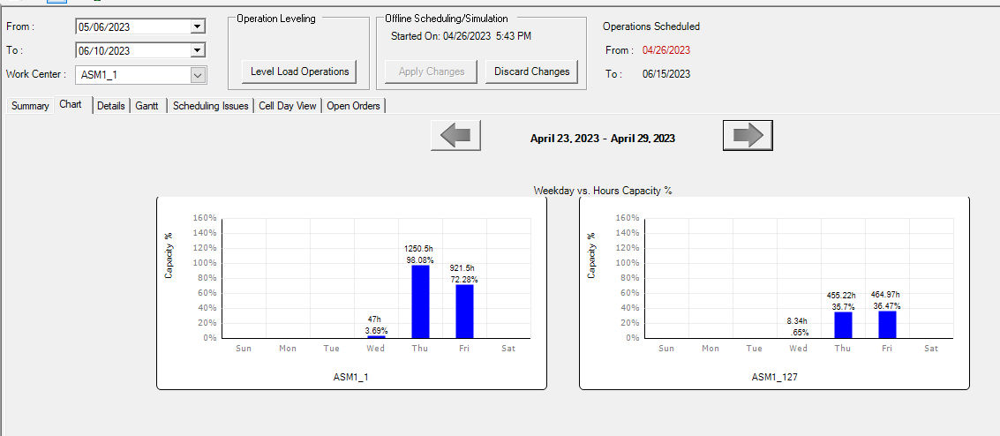 From :
05/06/2023
To :
06/10/2023
Work Center :
ASM1_1
Operation Leveling
Level Load Operations
Offline Scheduling/Simulation
Started On: 04/26/2023 5:43 PM
Apply Changes
Discard Changes
Operations Scheduled
From : 04/26/2023
To : 06/15/2023
Summary
Chart
Details
Gantt
Scheduling Issues
Cell Day View
Open Orders
April 23, 2023 - April 29, 2023
Weekday vs. Hours Capacity %
Capacity %
160%
140%
120%
100%
80%
60%
40%
20%
0%
47h
3.69%
1250.5h
98.08%
921.5h
72.28%
Sun Mon Tue Wed Thu Fri Sat
ASM1_1
Capacity %
160%
140%
120%
100%
80%
60%
40%
20%
0%
8.34h
.65%
455.22h
35.7%
464.97h
36.47%
Sun Mon Tue Wed Thu Fri Sat
ASM1_127